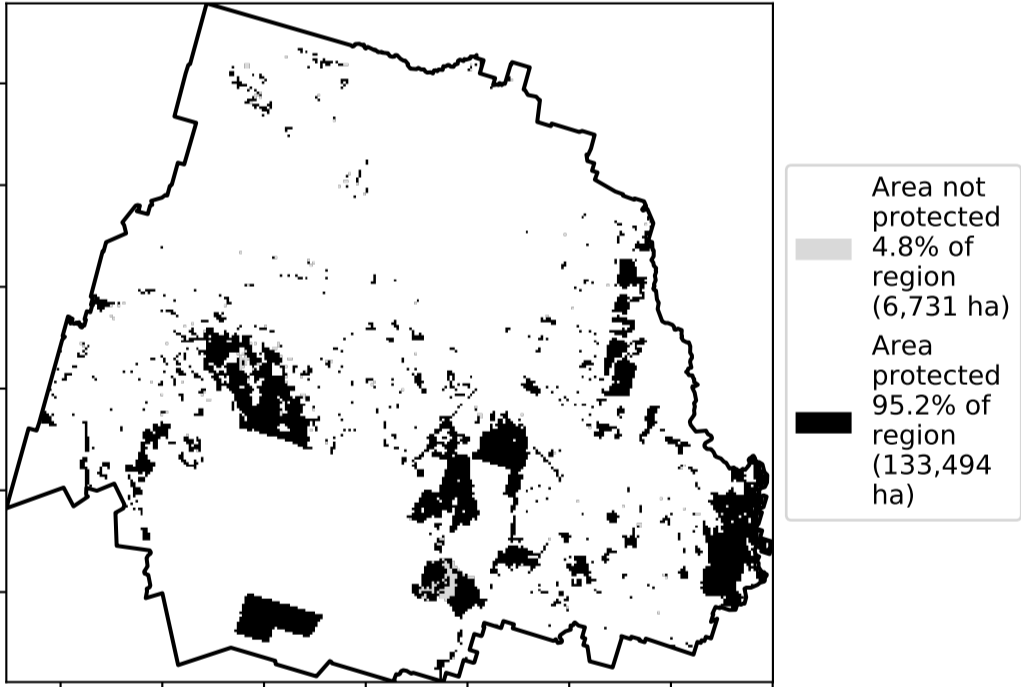 Area not
protected
4.8% of
region
(6,731 ha)
Area
protected
95.2% of
region
(133,494
ha)